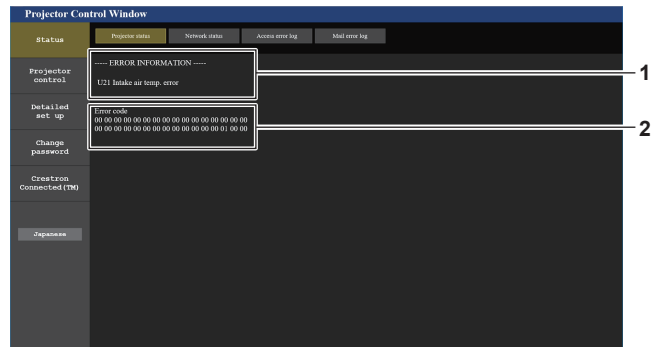 Projector Control Window
Status
Projector status
Network status
Access error log
Mail error log
----- ERROR INFORMATION -----
U21 Intake air temp. error
1
Projector
control
Error code
00 00 00 00 00 00 00 00 00 00 00 00 00 00 00 00
00 00 00 00 00 00 00 00 00 00 00 00 00 01 00 00
2
Detailed
set up
Change
password
Crestron
Connected(TM)
Japanese